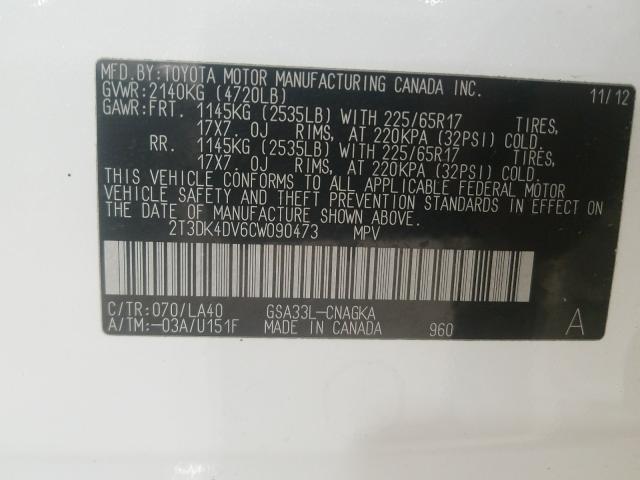 MFD.BY:TOYOTA MOTOR MANUFACTURING CANADA INC.
GVWR:2140KG (4720LB) 11/12
GAWR:FRT. 1145KG (2535LB) WITH 225/65R17 TIRES,
17X7. 0J RIMS, AT 220KPA (32PSI) COLD.
RR. 1145KG (2535LB) WITH 225/65R17 TIRES,
17X7. 0J RIMS, AT 220KPA (32PSI) COLD.
THIS VEHICLE CONFORMS TO ALL APPLICABLE FEDERAL MOTOR
VEHICLE SAFETY AND THEFT PREVENTION STANDARDS IN EFFECT ON
THE DATE OF MANUFACTURE SHOWN ABOVE.
2T3DK4DV6CW090473 MPV
C/TR:070/LA40 GSA33L-CNAGKA
A/TM:-03A/U151F MADE IN CANADA 960 A